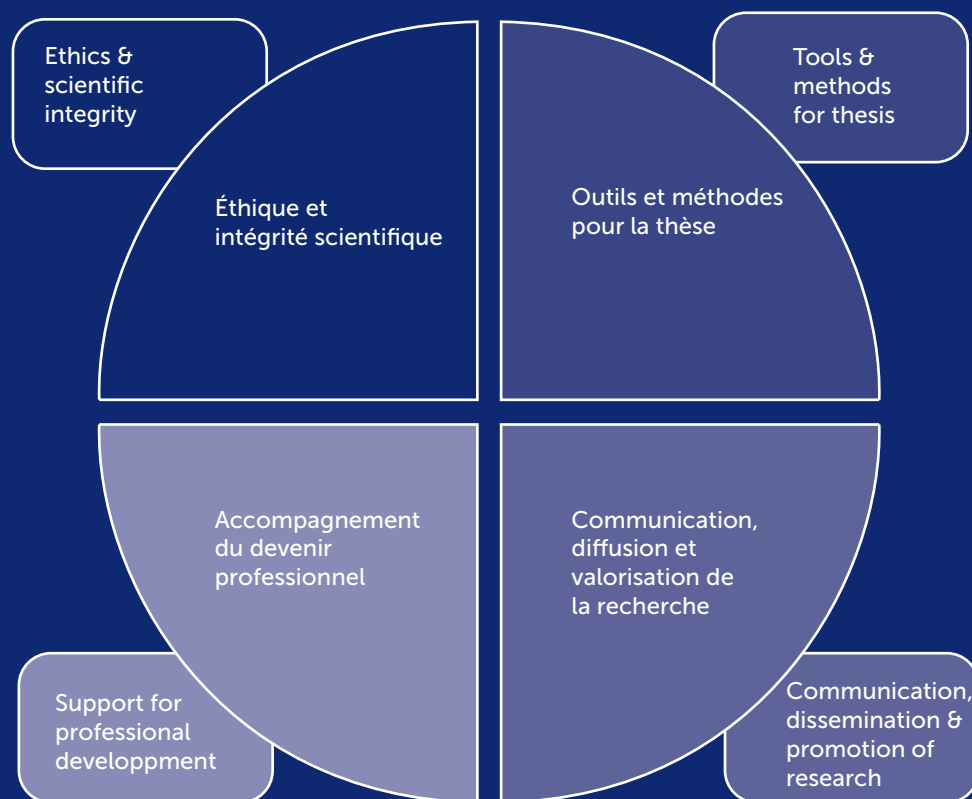 Ethics &
scientific
integrity
Éthique et
intégrité scientifique
Tools &
methods
for thesis
Outils et méthodes
pour la thèse
Accompagnement
du devenir
professionnel
Support for
professional
developpment
Communication,
diffusion et
valorisation de
la recherche
Communication,
dissemination &
promotion of
research